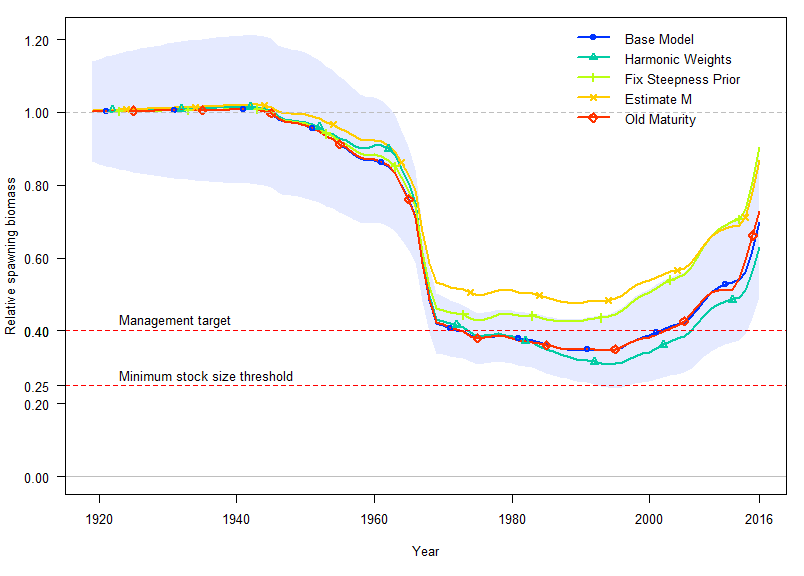 Relative spawning biomass
1.20
1.00
0.80
0.60
0.40
0.25
0.20
0.00
Base Model
Harmonic Weights
Fix Steepness Prior
Estimate M
Old Maturity
Management target
Minimum stock size threshold
1920 1940 1960 1980 2000 2016
Year